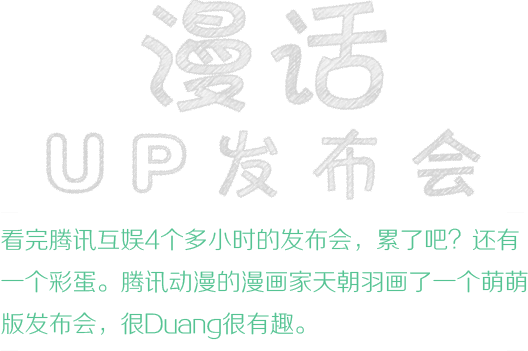 漫话
UP发布会
看完腾讯互娱4个多小时的发布会，累了吧？还有
一个彩蛋。腾讯动漫的漫画家天朝羽画了一个萌萌
版发布会，很Duang很有趣。